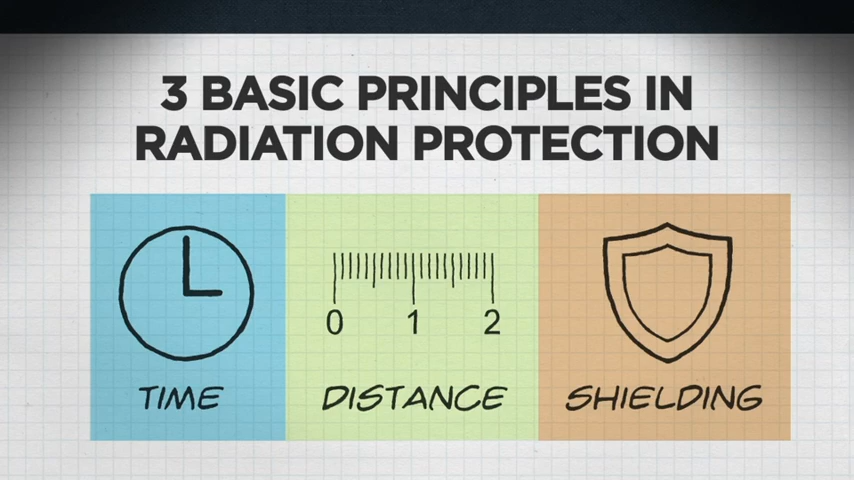 3 BASIC PRINCIPLES IN
RADIATION PROTECTION
0 1 2
TIME DISTANCE SHIELDING